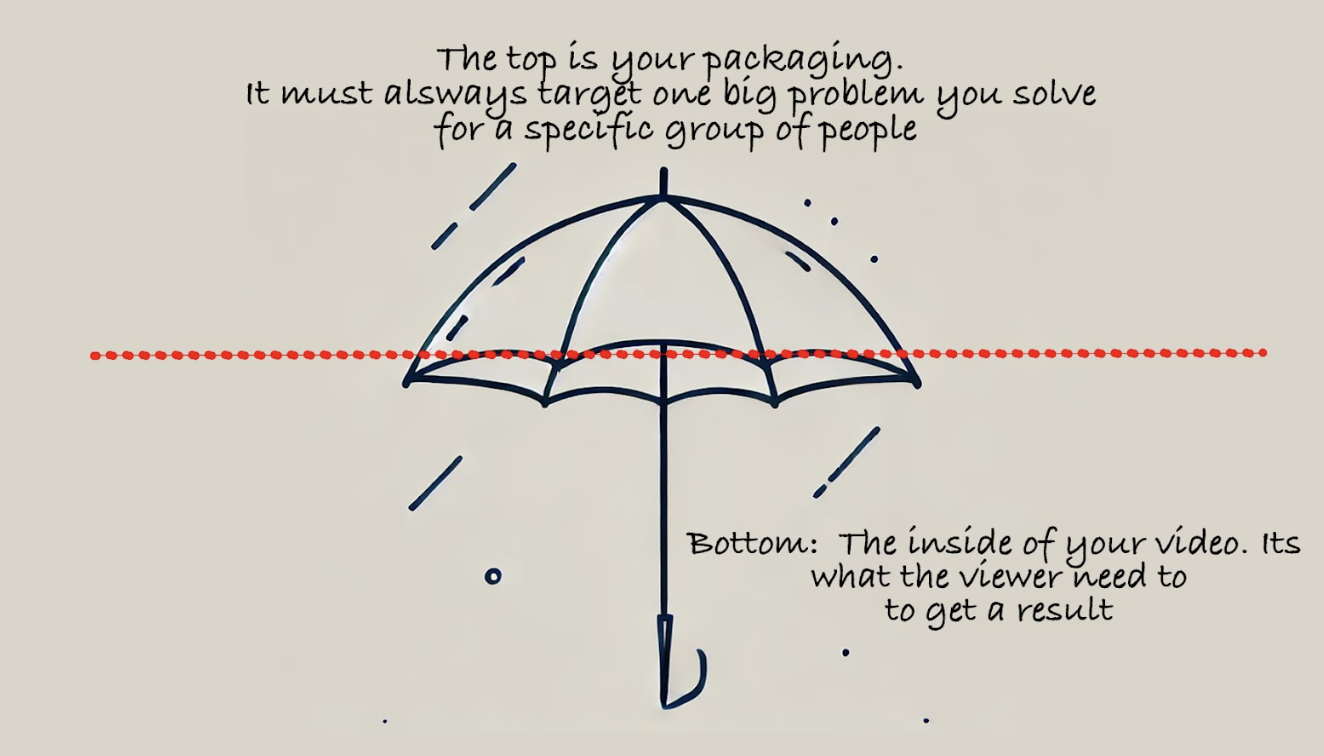 The top is your packaging.
It must alsways target one big problem you solve
for a specific group of people
Bottom: The inside of your video. Its
what the viewer need to
to get a result